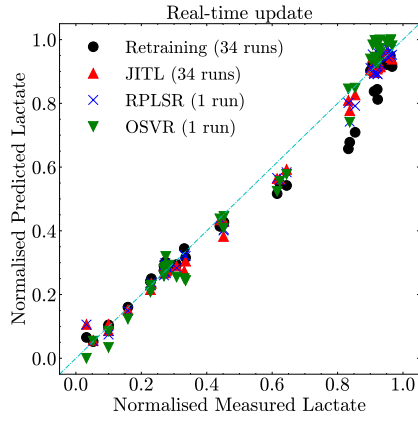 Real-time update
Normalised Predicted Lactate
1.0
0.8
0.6
0.4
0.2
0.0
Retraining (34 runs)
JITL (34 runs)
RPLSR (1 run)
OSVR (1 run)
0.0 0.2 0.4 0.6 0.8 1.0
Normalised Measured Lactate